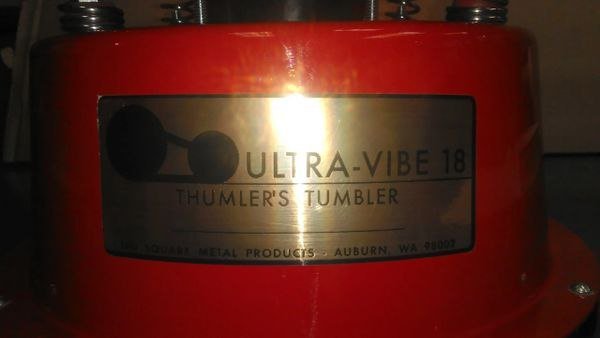 ULTRA-VIBE 18
THUMLER'S TUMBLER
SQUARE METAL PRODUCTS - AUBURN, WA 98002